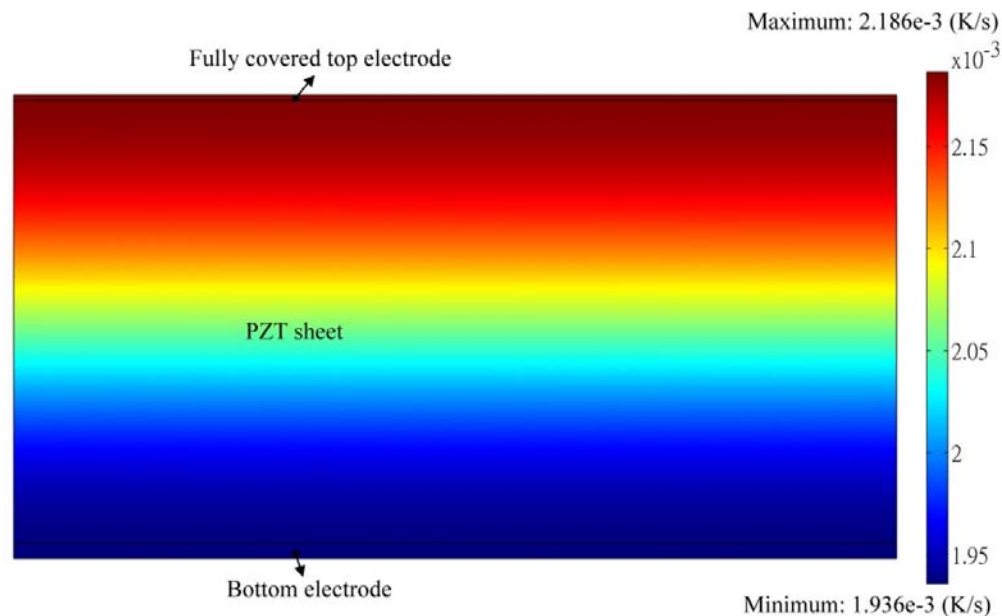 Maximum: 2.186e-3 (K/s)
Fully covered top electrode
x10⁻³
2.15
2.1
PZT sheet
2.05
2
1.95
Bottom electrode
Minimum: 1.936e-3 (K/s)